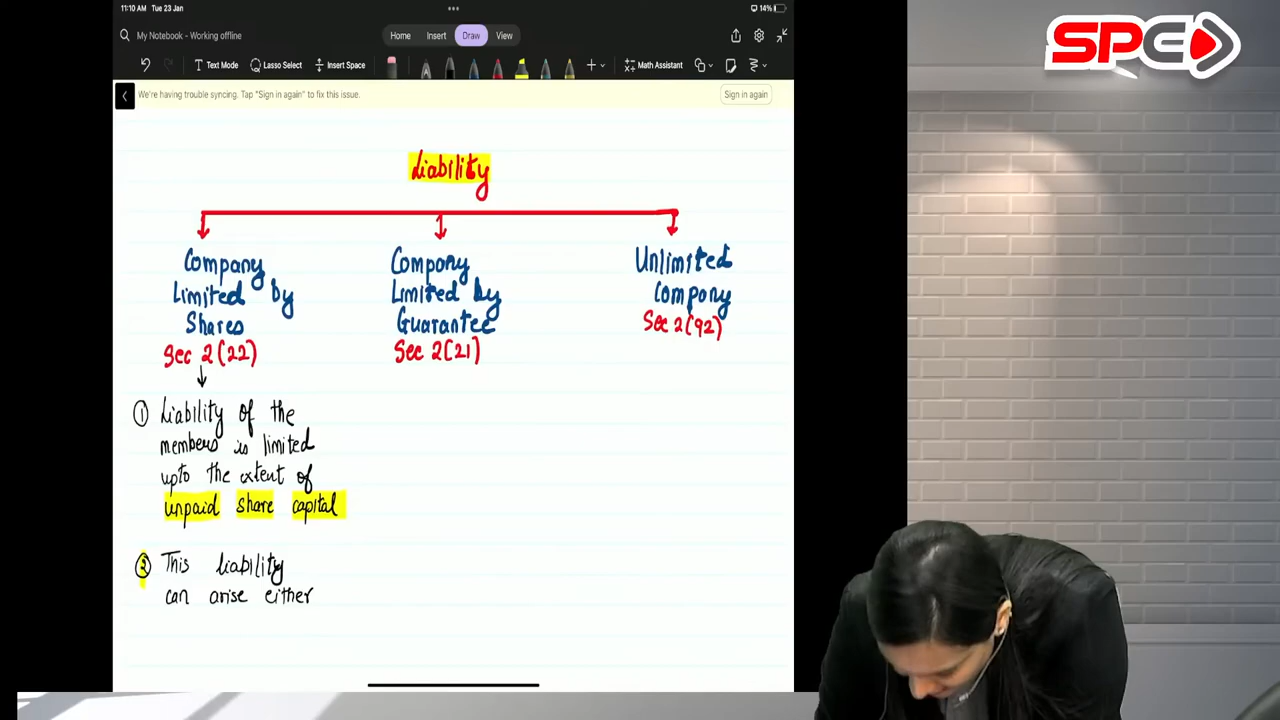 11:10 AM Tue 23 Jan
14%
My Notebook - Working offline
Home Insert Draw View
Text Mode Lasso Select Insert Space Math Assistant
We're having trouble syncing. Tap "Sign in again" to fix this issue.
Sign in again
SPE
Liability
Company
Limited by
Shares
Sec 2(22)
Company
Limited by
Guarantee
Sec 2(21)
Unlimited
Company
Sec 2(92)
① Liability of the
members is limited
upto the extent of
unpaid share capital
② This liability
can arise either